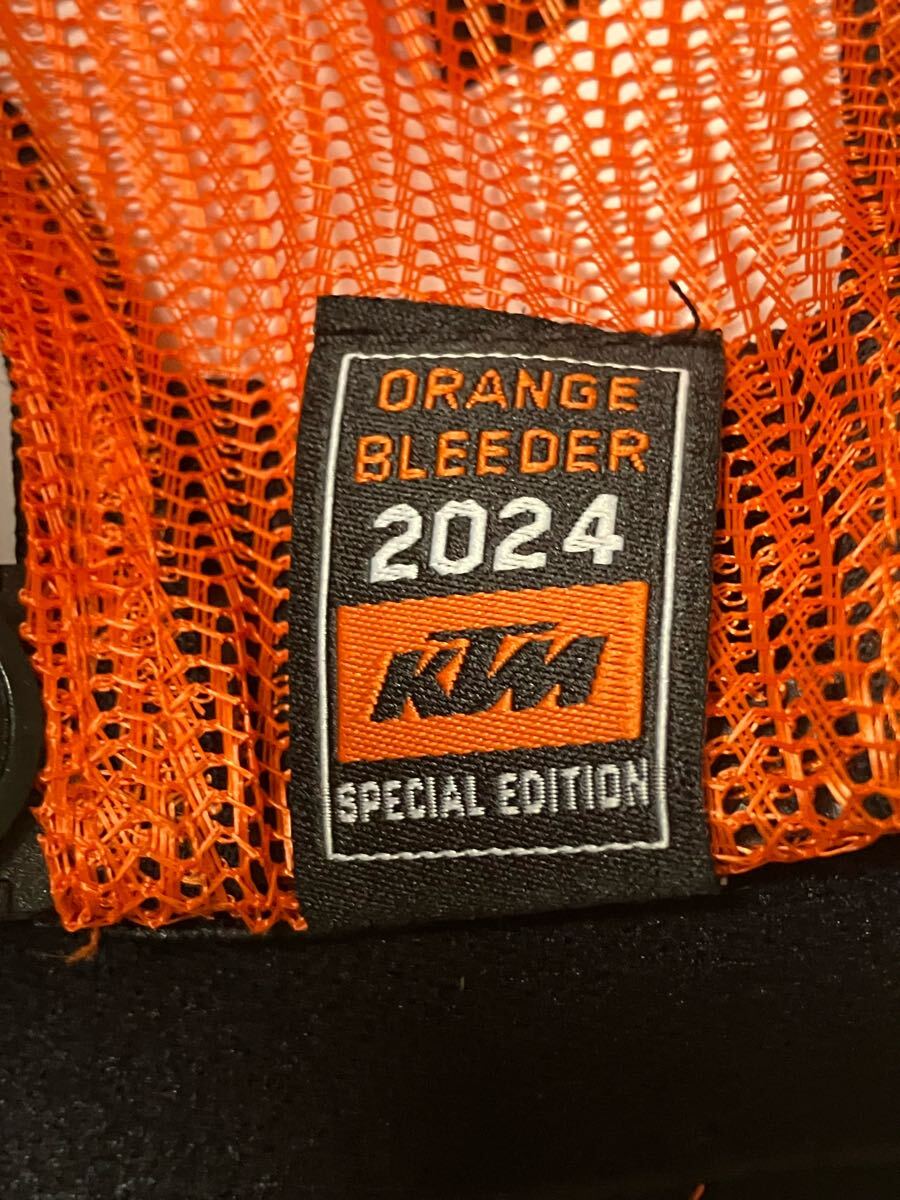 ORANGE
BLEEDER
2024
KTM
SPECIAL EDITION